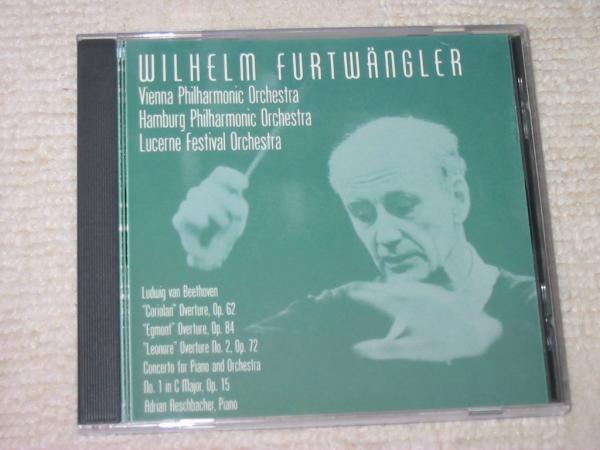 WILHELM FURTWÄNGLER
Vienna Philharmonic Orchestra
Hamburg Philharmonic Orchestra
Lucerne Festival Orchestra
Ludwig van Beethoven
"Coriolan" Overture, Op. 62
"Egmont" Overture, Op. 84
"Leonore" Overture No. 2, Op. 72
Concerto for Piano and Orchestra
No. 1 in C Major, Op. 15
Adrian Aeschbacher, Piano